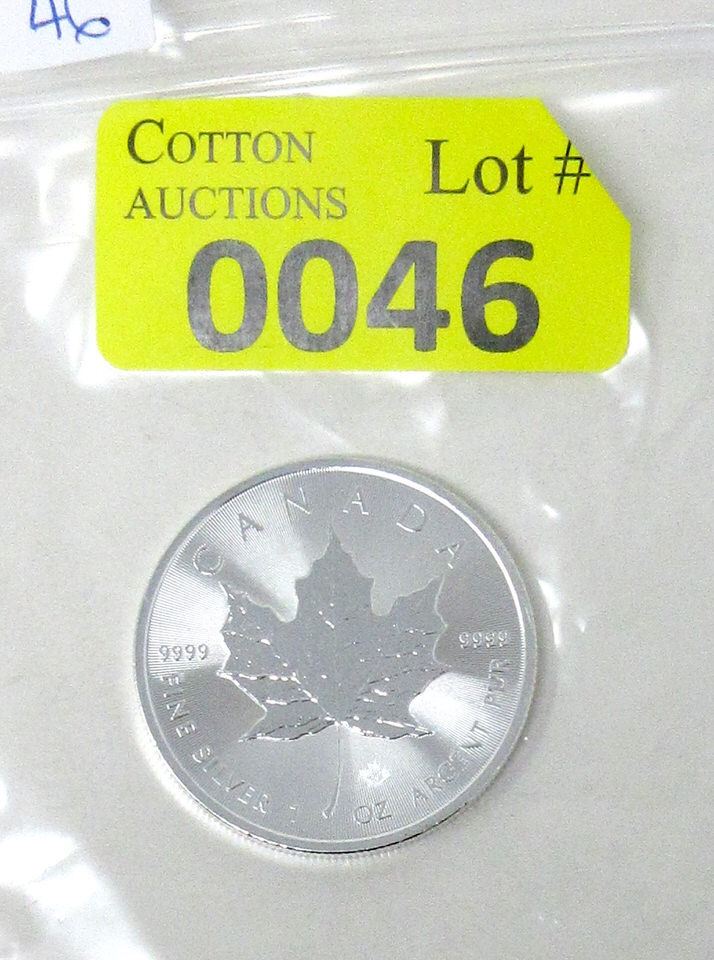 46
COTTON
AUCTIONS
Lot #
0046
CANADA
9999
9999
FINE SILVER 1 OZ ARGENT PUR